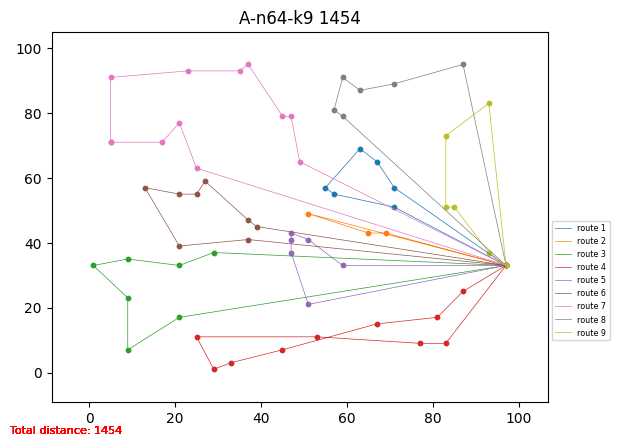 A-n64-k9 1454
100
80
60
40
20
0
0 20 40 60 80 100
route 1
route 2
route 3
route 4
route 5
route 6
route 7
route 8
route 9
Total distance: 1454